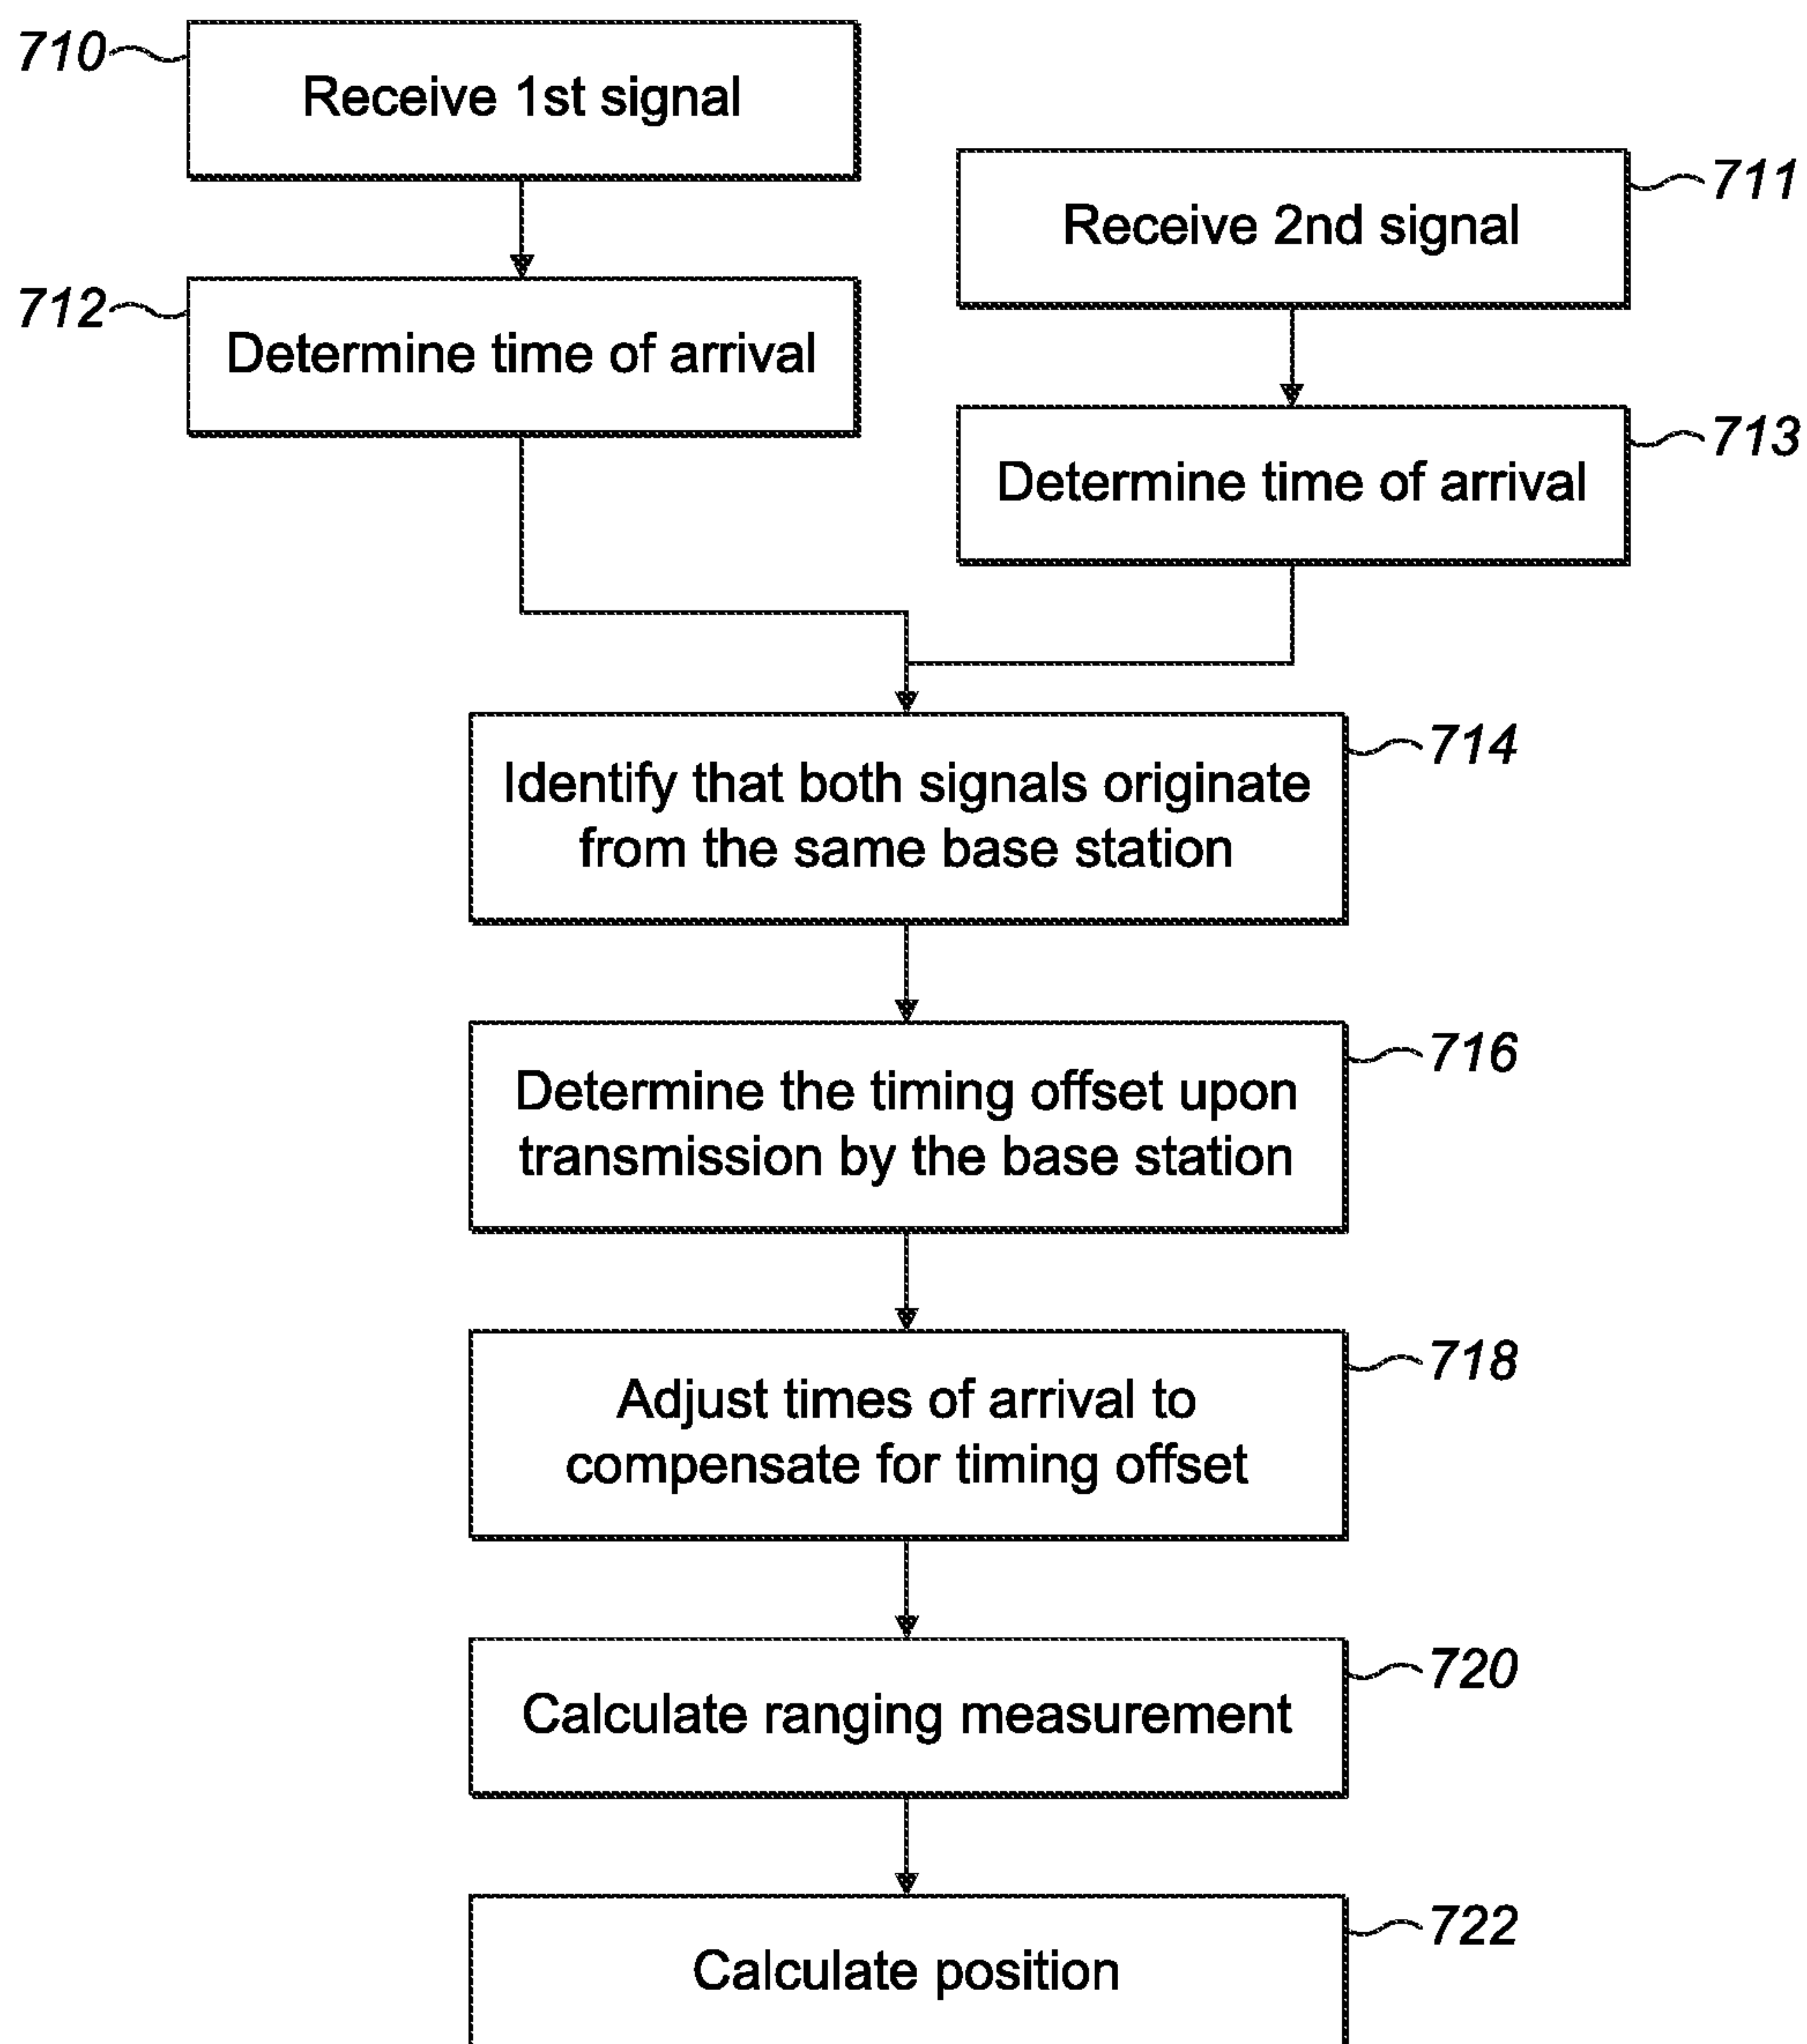 710
Receive 1st signal
711
Receive 2nd signal
712
Determine time of arrival
713
Determine time of arrival
714
Identify that both signals originate
from the same base station
716
Determine the timing offset upon
transmission by the base station
718
Adjust times of arrival to
compensate for timing offset
720
Calculate ranging measurement
722
Calculate position